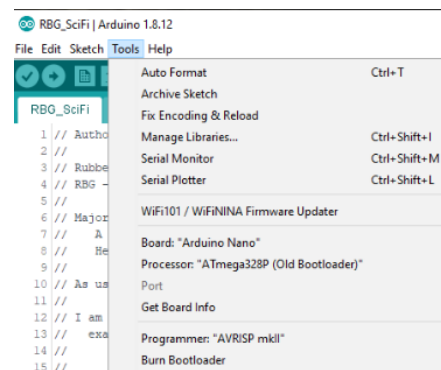 RBG_SciFi | Arduino 1.8.12
File Edit Sketch Tools Help
Auto Format Ctrl+T
Archive Sketch
Fix Encoding & Reload
Manage Libraries... Ctrl+Shift+I
Serial Monitor Ctrl+Shift+M
Serial Plotter Ctrl+Shift+L
WiFi101 / WiFiNINA Firmware Updater
Board: "Arduino Nano"
Processor: "ATmega328P (Old Bootloader)"
Port
Get Board Info
Programmer: "AVRISP mkII"
Burn Bootloader
RBG_SciFi
1 // Autho
2 //
3 // Rubbe
4 // RBG -
5 //
6 // Major
7 // A
8 // He
9 //
10 // As us
11 //
12 // I am
13 // exa
14 //
15 //